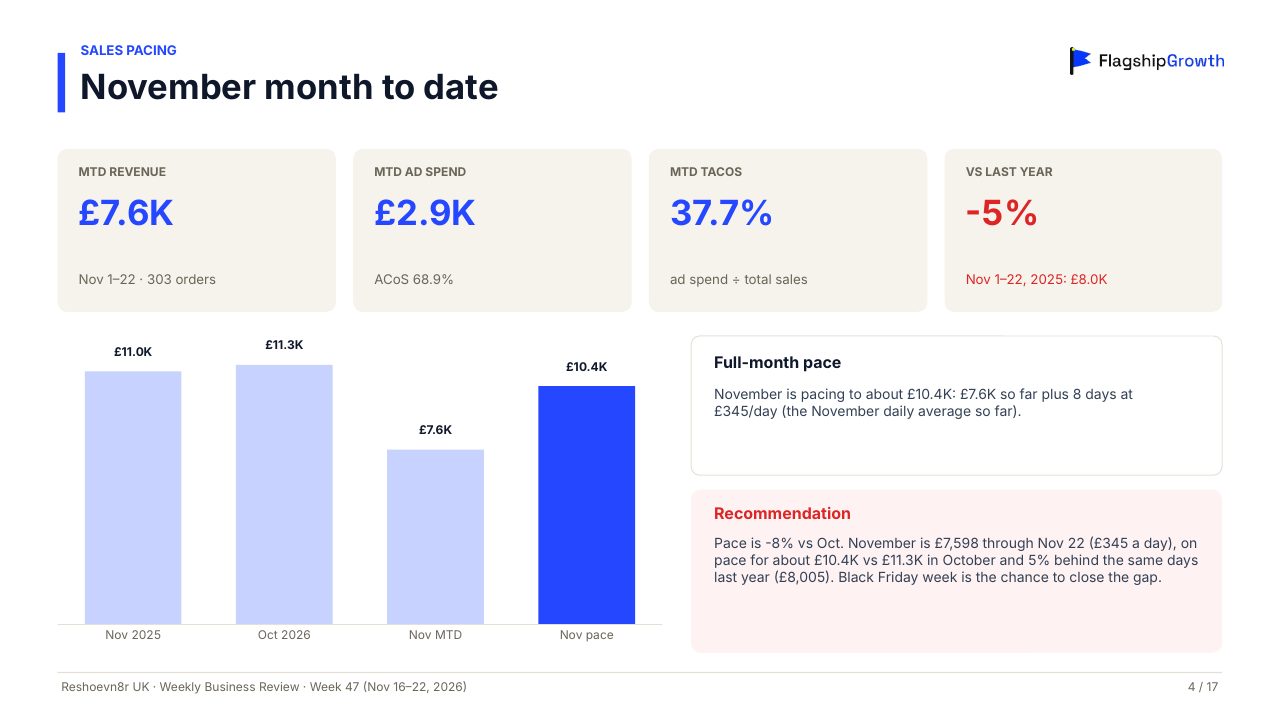 SALES PACING
November month to date
FlagshipGrowth
MTD REVENUE
£7.6K
Nov 1–22 · 303 orders
MTD AD SPEND
£2.9K
ACoS 68.9%
MTD TACOS
37.7%
ad spend ÷ total sales
VS LAST YEAR
-5%
Nov 1–22, 2025: £8.0K
£11.0K
£11.3K
£7.6K
£10.4K
Nov 2025
Oct 2026
Nov MTD
Nov pace
Full-month pace
November is pacing to about £10.4K: £7.6K so far plus 8 days at
£345/day (the November daily average so far).
Recommendation
Pace is -8% vs Oct. November is £7,598 through Nov 22 (£345 a day), on
pace for about £10.4K vs £11.3K in October and 5% behind the same days
last year (£8,005). Black Friday week is the chance to close the gap.
Reshoevn8r UK · Weekly Business Review · Week 47 (Nov 16–22, 2026)
4 / 17